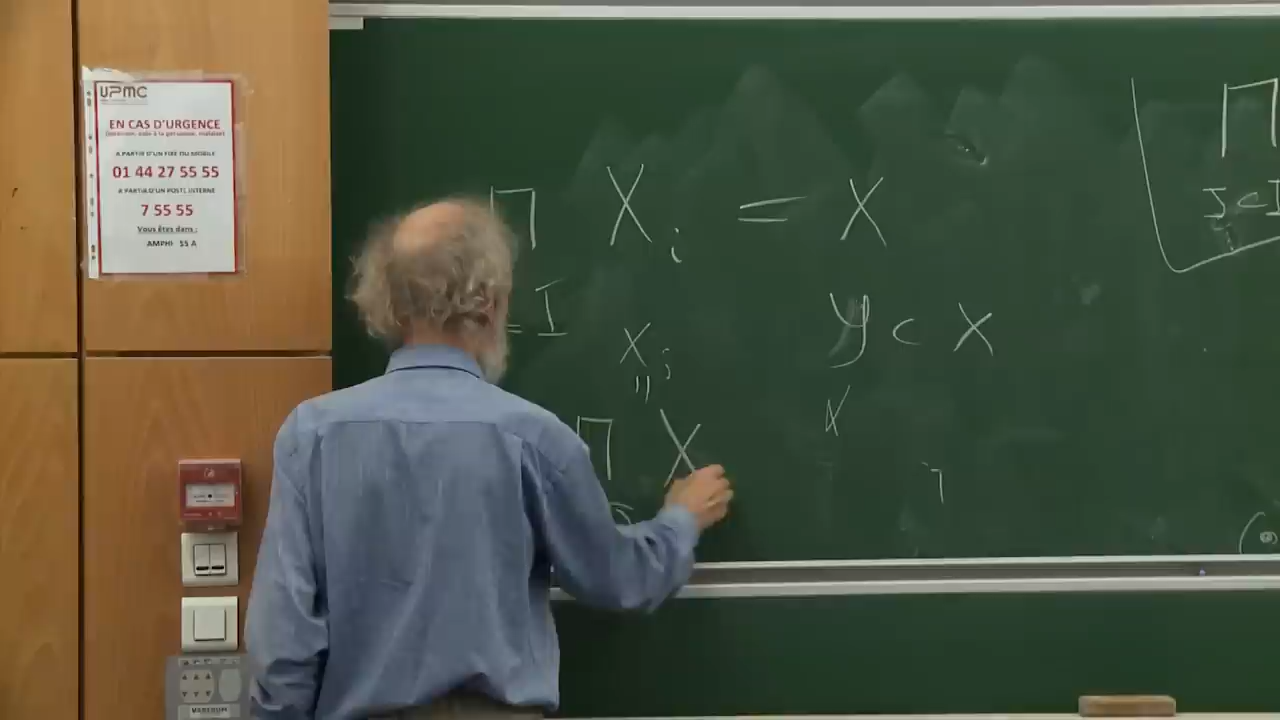 UPMC
EN CAS D'URGENCE
A PARTIR D'UN FIXE OU MOBILE
01 44 27 55 55
A PARTIR D'UN POSTE INTERNE
7 55 55
Vous êtes dans :
AMPHI 55 A
∏ X_i = X
= I
Y ⊂ X
X_j
∏ X
∏
J ⊂ I